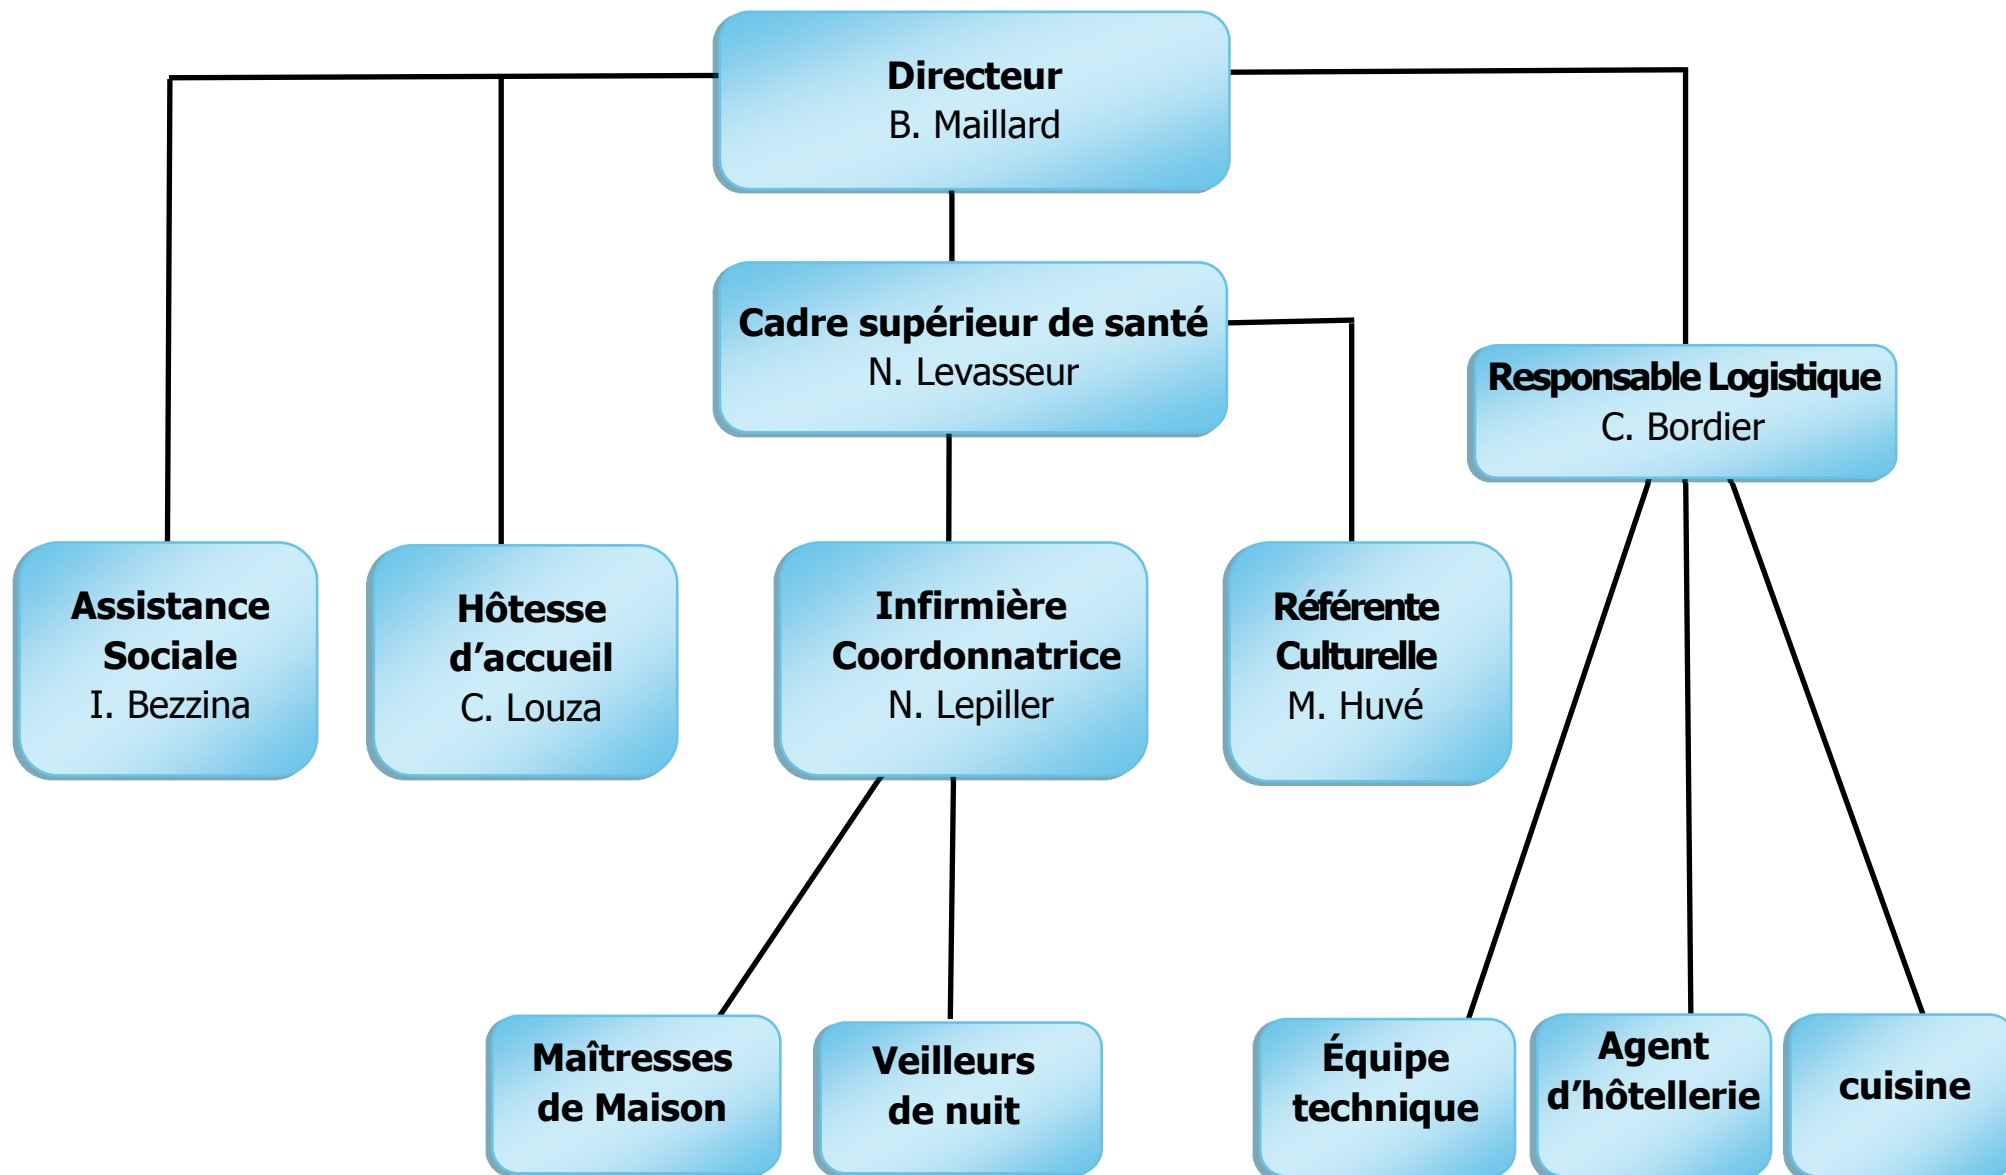 Directeur
B. Maillard
Cadre supérieur de santé
N. Levasseur
Responsable Logistique
C. Bordier
Assistance
Sociale
I. Bezzina
Hôtesse
d’accueil
C. Louza
Infirmière
Coordonnatrice
N. Lepiller
Référente
Culturelle
M. Huvé
Maîtresses
de Maison
Veilleurs
de nuit
Équipe
technique
Agent
d’hôtellerie
cuisine